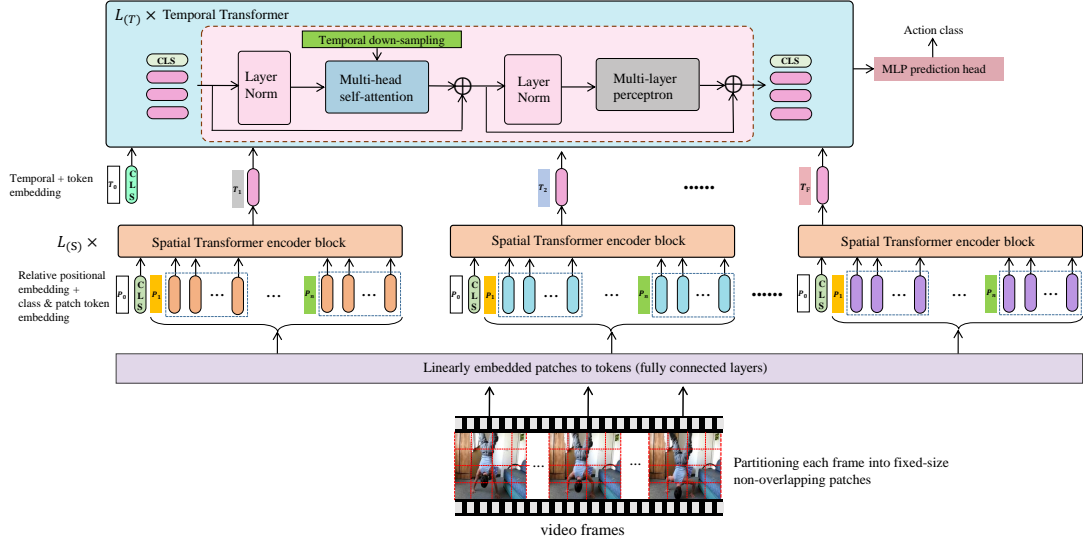 L(T) × Temporal Transformer
Temporal down-sampling
CLS
Layer
Norm
Multi-head
self-attention
Layer
Norm
Multi-layer
perceptron
CLS
Action class
MLP prediction head
Temporal + token
embedding
T0
CLS
T1
T2
......
TF
L(S) ×
Spatial Transformer encoder block
Spatial Transformer encoder block
Spatial Transformer encoder block
Relative positional
embedding +
class & patch token
embedding
P0
CLS
P1
...
...
Pn
...
P0
CLS
P1
...
...
Pn
...
......
P0
CLS
P1
...
...
Pn
...
Linearly embedded patches to tokens (fully connected layers)
...
...
Partitioning each frame into fixed-size
non-overlapping patches
video frames